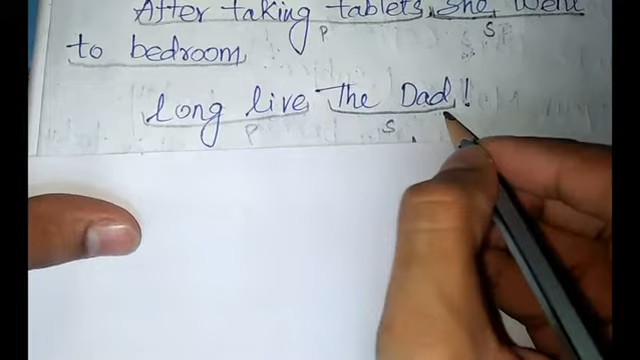 After taking tablets, she went
P
S
to bedroom
Long live The Dad!
P
S